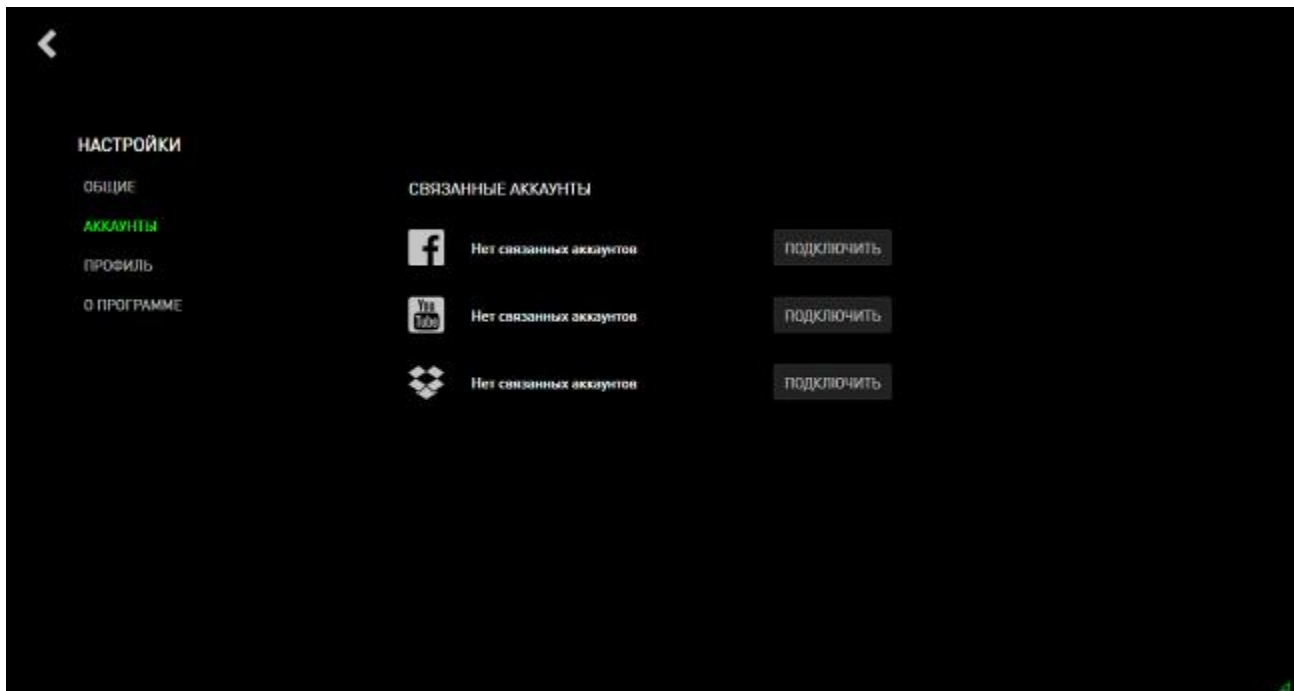 НАСТРОЙКИ
ОБЩИЕ
АККАУНТЫ
ПРОФИЛЬ
О ПРОГРАММЕ
СВЯЗАННЫЕ АККАУНТЫ
f Нет связанных аккаунтов ПОДКЛЮЧИТЬ
You
Tube
Нет связанных аккаунтов ПОДКЛЮЧИТЬ
Нет связанных аккаунтов ПОДКЛЮЧИТЬ